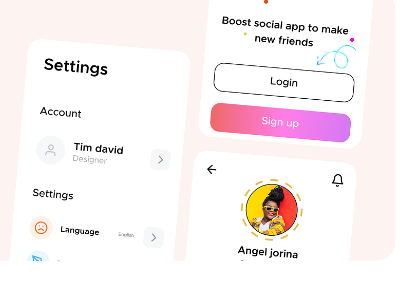 Settings
Account
Tim david
Designer
Settings
Language
English
Boost social app to make
new friends
Login
Sign up
Angel jorina